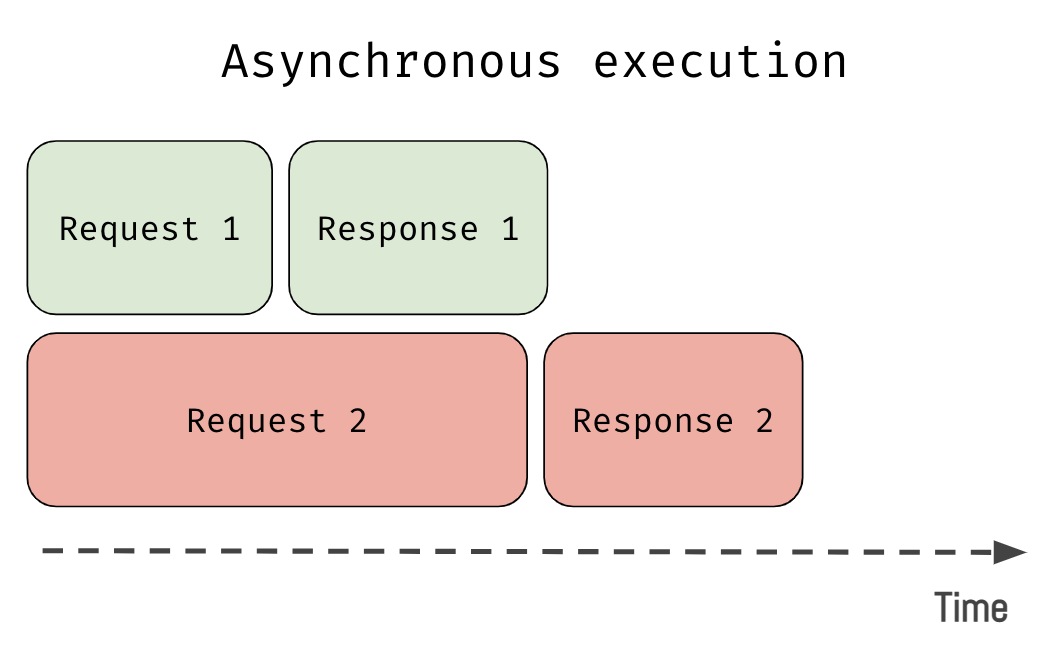 Asynchronous execution
Request 1
Response 1
Request 2
Response 2
Time